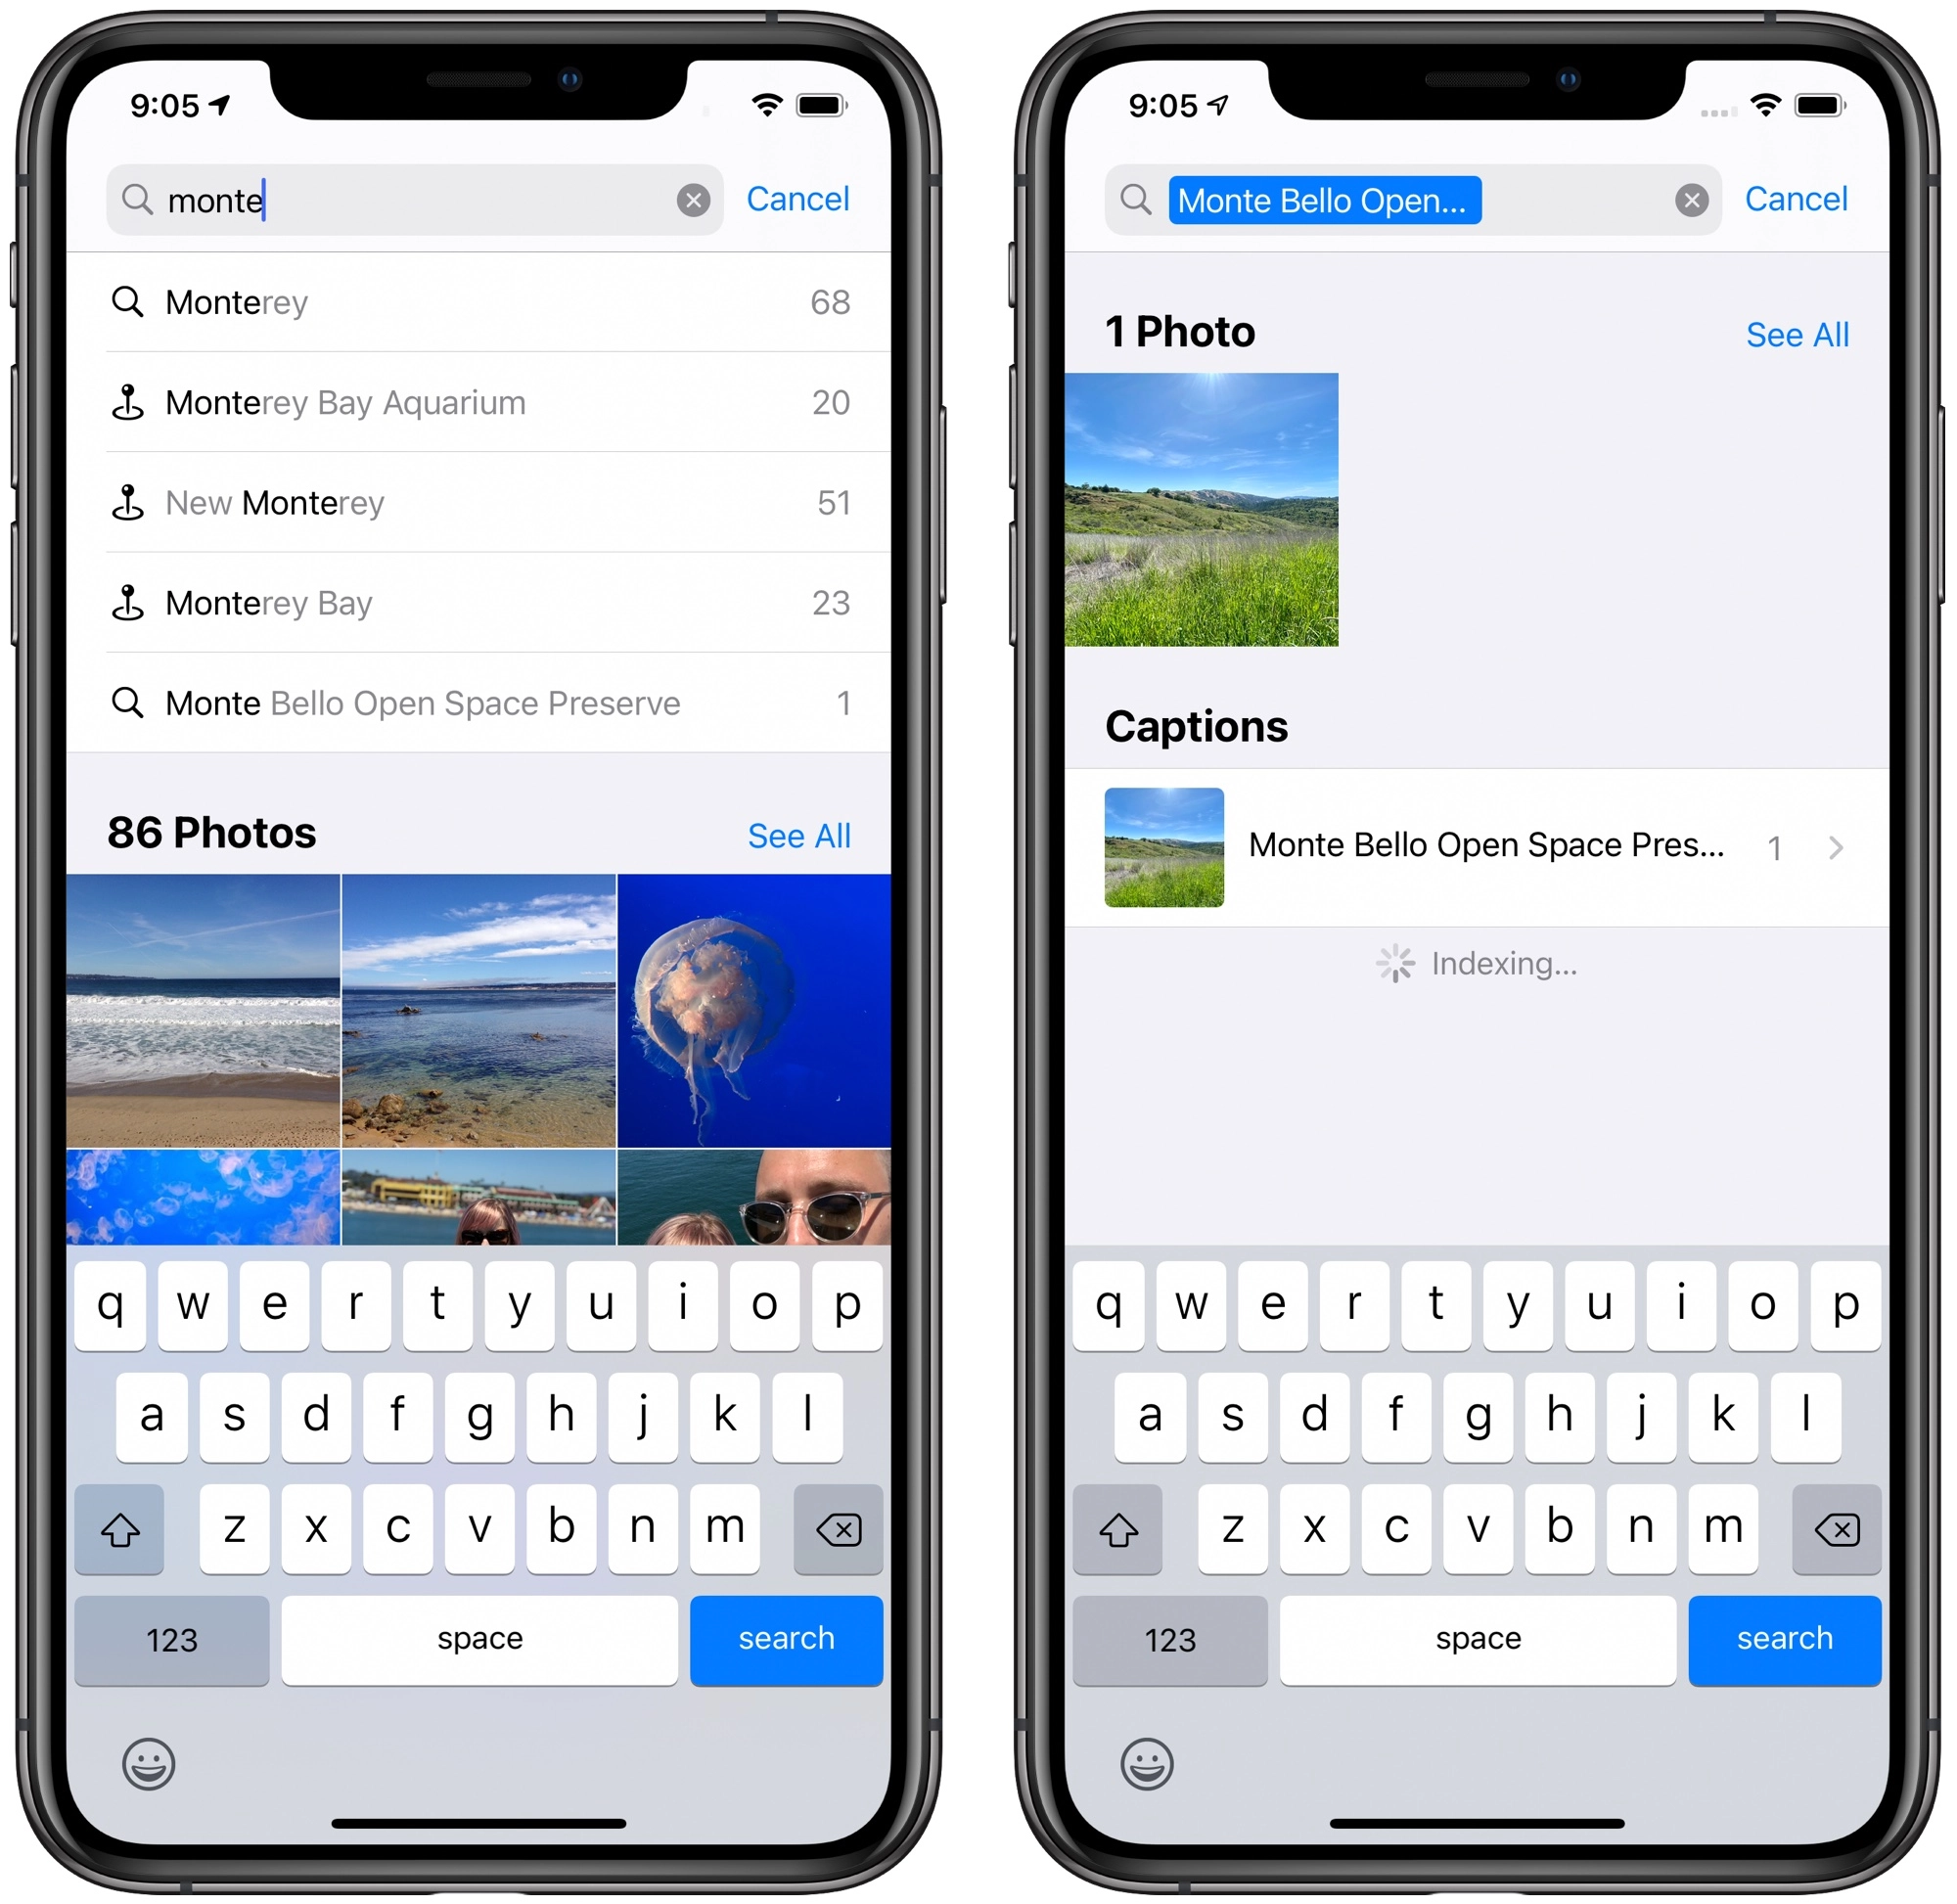 9:05
monte
Cancel
Monterey 68
Monterey Bay Aquarium 20
New Monterey 51
Monterey Bay 23
Monte Bello Open Space Preserve 1
86 Photos See All
q w e r t y u i o p
a s d f g h j k l
z x c v b n m
123 space search
9:05
Monte Bello Open...
Cancel
1 Photo See All
Captions
Monte Bello Open Space Pres... 1
Indexing...
q w e r t y u i o p
a s d f g h j k l
z x c v b n m
123 space search